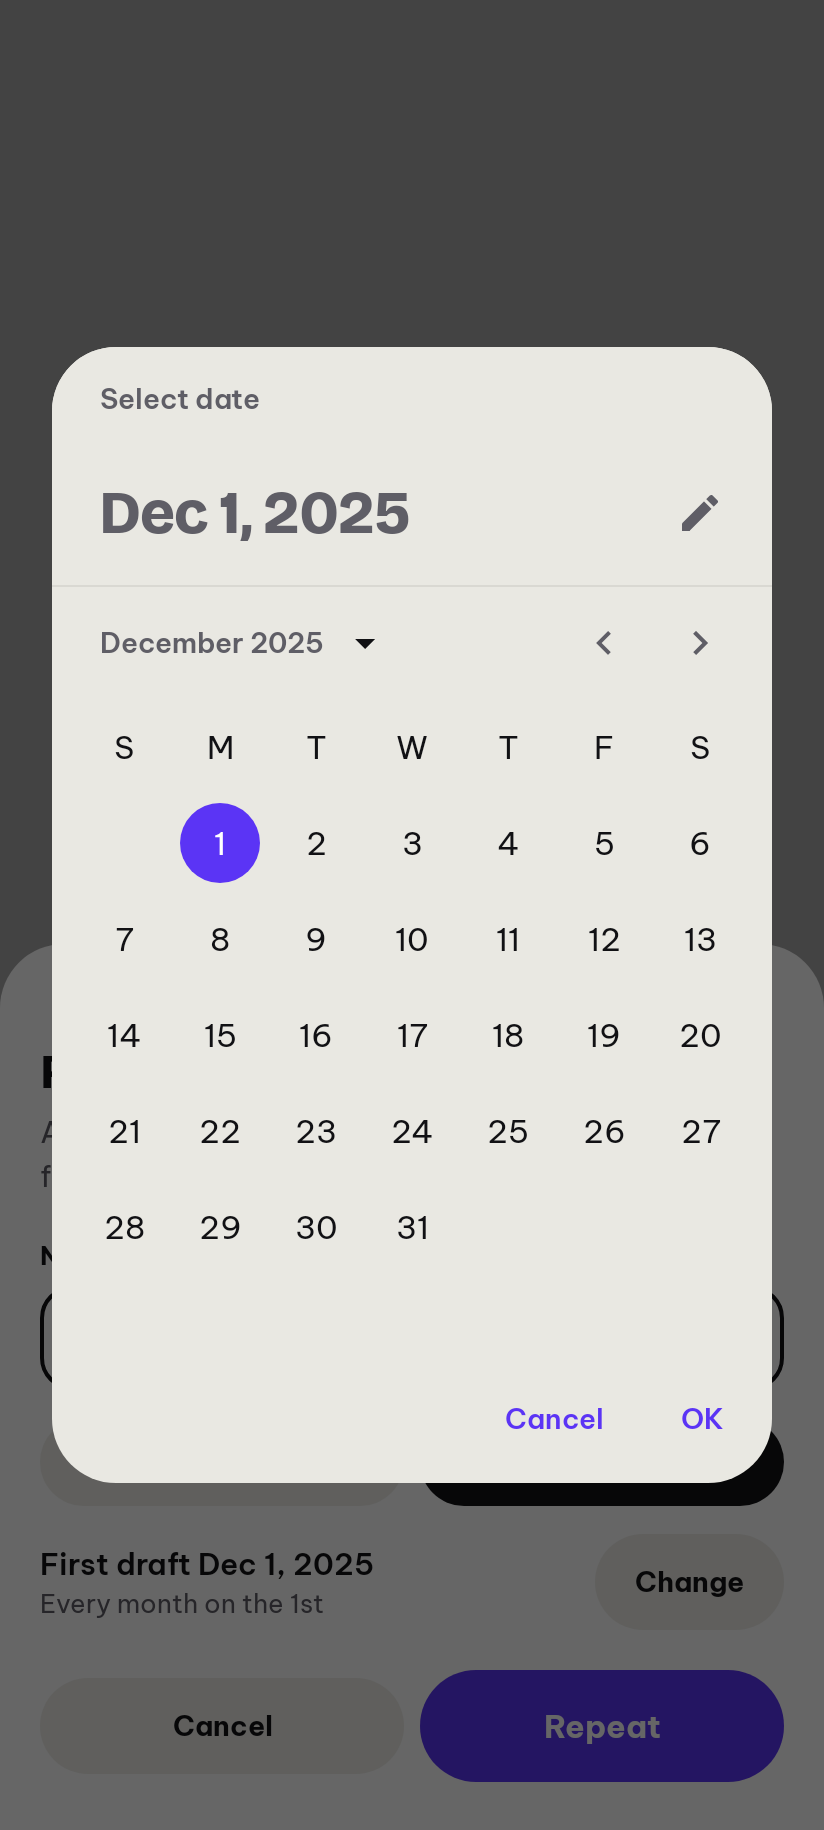 Select date
Dec 1, 2025
December 2025
S M T W T F S
1 2 3 4 5 6
7 8 9 10 11 12 13
14 15 16 17 18 19 20
21 22 23 24 25 26 27
28 29 30 31
Cancel OK
First draft Dec 1, 2025
Every month on the 1st
Change
Cancel Repeat